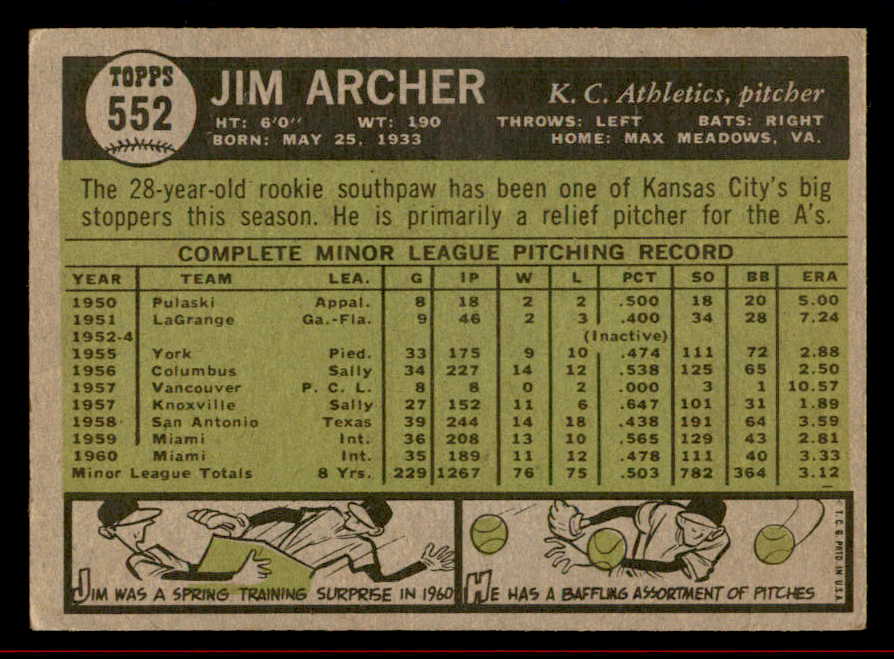 TOPPS
552
JIM ARCHER
K. C. Athletics, pitcher
HT: 6'0" WT: 190 THROWS: LEFT BATS: RIGHT
BORN: MAY 25, 1933 HOME: MAX MEADOWS, VA.
The 28-year-old rookie southpaw has been one of Kansas City's big
stoppers this season. He is primarily a relief pitcher for the A's.
COMPLETE MINOR LEAGUE PITCHING RECORD
YEAR TEAM LEA. G IP W L PCT SO BB ERA
1950 Pulaski Appal. 8 18 2 2 .500 18 20 5.00
1951 LaGrange Ga.-Fla. 9 46 2 3 .400 34 28 7.24
1952-4 (Inactive)
1955 York Pied. 33 175 9 10 .474 111 72 2.88
1956 Columbus Sally 34 227 14 12 .538 125 65 2.50
1957 Vancouver P. C. L. 8 8 0 2 .000 3 1 10.57
1957 Knoxville Sally 27 152 11 6 .647 101 31 1.89
1958 San Antonio Texas 39 244 14 18 .438 191 64 3.59
1959 Miami Int. 36 208 13 10 .565 129 43 2.81
1960 Miami Int. 35 189 11 12 .478 111 40 3.33
Minor League Totals 8 Yrs. 229 1267 76 75 .503 782 364 3.12
JIM WAS A SPRING TRAINING SURPRISE IN 1960
HE HAS A BAFFLING ASSORTMENT OF PITCHES
T. C. G. PRTD IN U.S.A.